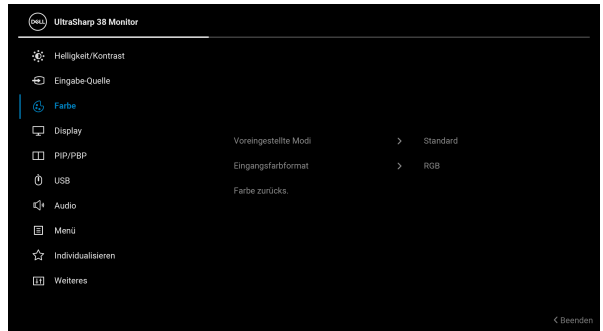 DELL
UltraSharp 38 Monitor
Helligkeit/Kontrast
Eingabe-Quelle
Farbe
Display
PIP/PBP
USB
Audio
Menü
Individualisieren
Weiteres
Voreingestellte Modi > Standard
Eingangsfarbformat > RGB
Farbe zurücks.
< Beenden